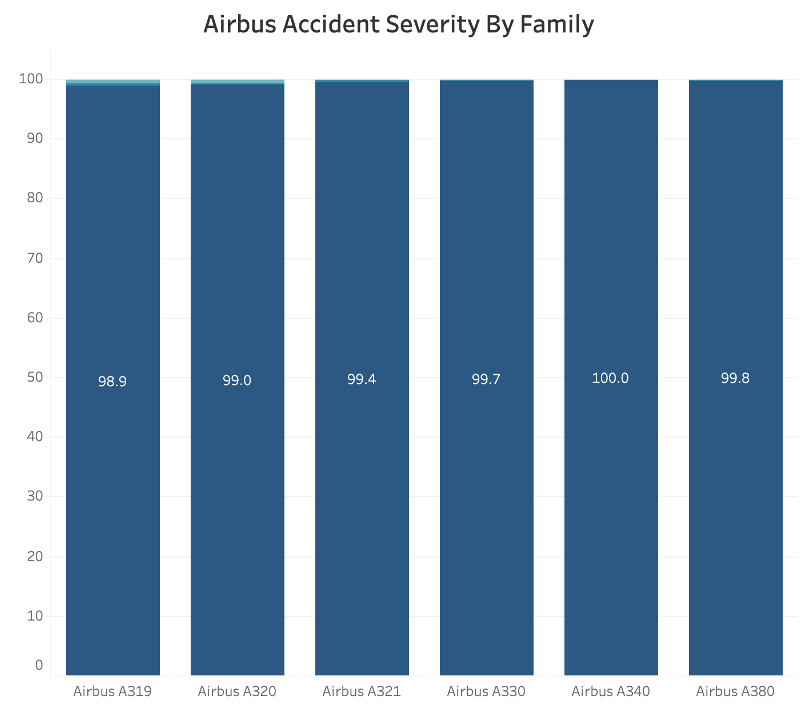 Airbus Accident Severity By Family
100
90
80
70
60
50
40
30
20
10
0
98.9
99.0
99.4
99.7
100.0
99.8
Airbus A319
Airbus A320
Airbus A321
Airbus A330
Airbus A340
Airbus A380